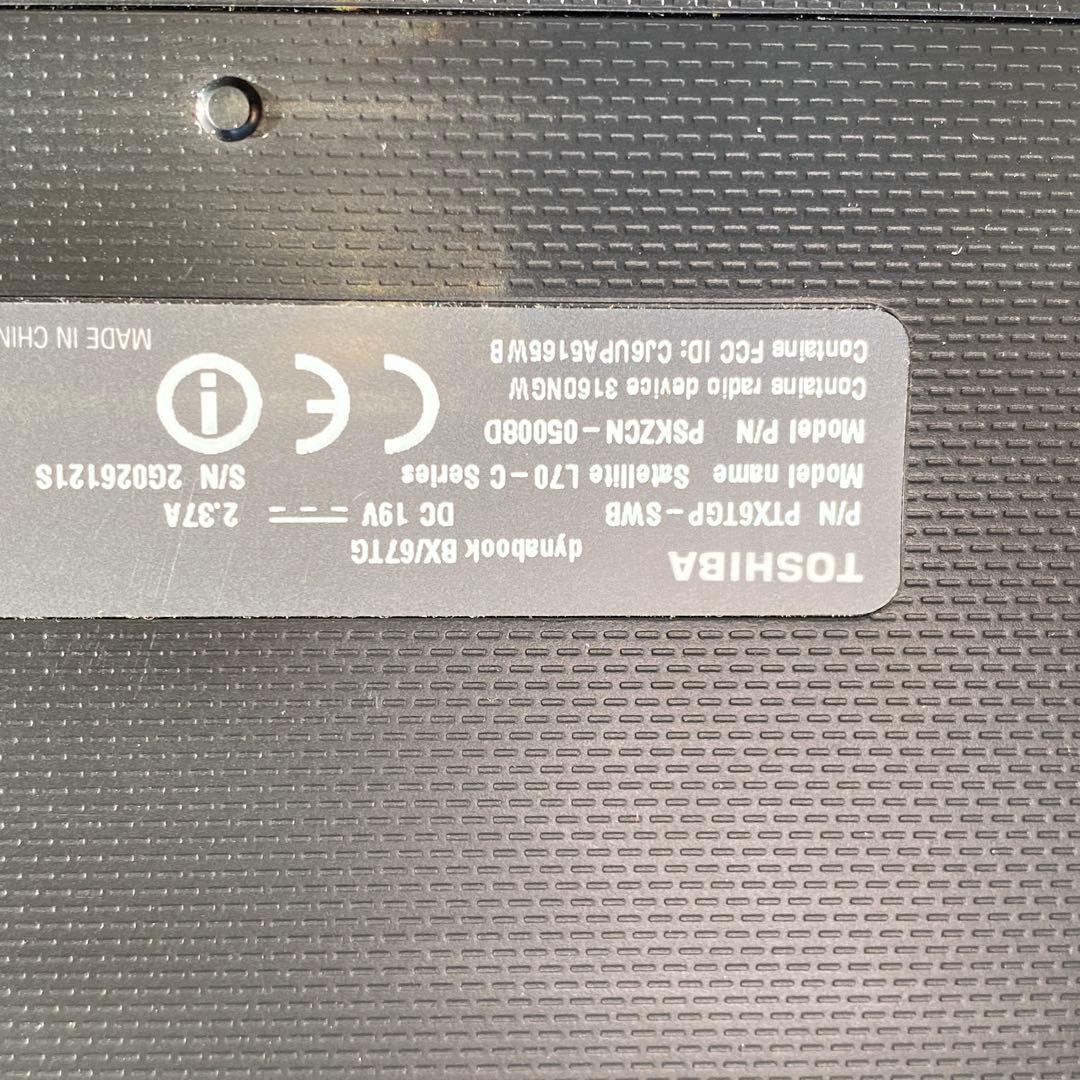 TOSHIBA dynabook BX/67TG
P/N PTX6TGP-SWB DC 19V 2.37A
Model name Satellite L70-C Series S/N 2G026121S
Model P/N PSKZCN-05008D
Contains radio device 3160NGW
Contains FCC ID: CJ6UPA5165WB
MADE IN CHIN